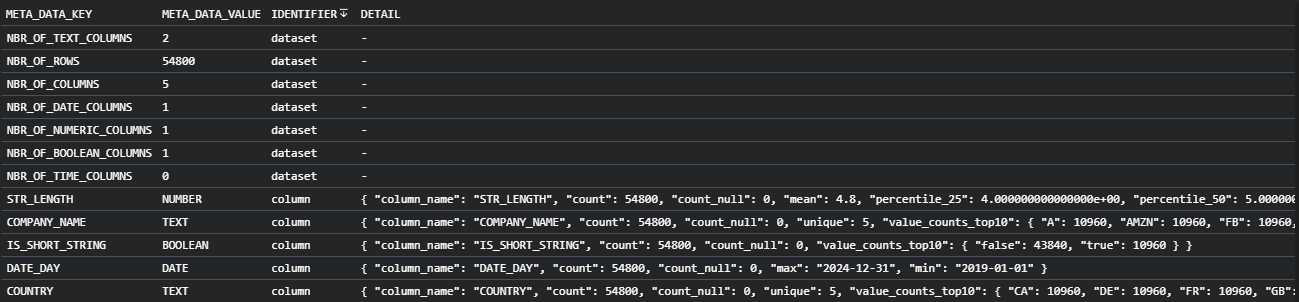 META_DATA_KEY META_DATA_VALUE IDENTIFIER DETAIL
NBR_OF_TEXT_COLUMNS 2 dataset -
NBR_OF_ROWS 54800 dataset -
NBR_OF_COLUMNS 5 dataset -
NBR_OF_DATE_COLUMNS 1 dataset -
NBR_OF_NUMERIC_COLUMNS 1 dataset -
NBR_OF_BOOLEAN_COLUMNS 1 dataset -
NBR_OF_TIME_COLUMNS 0 dataset -
STR_LENGTH NUMBER column { "column_name": "STR_LENGTH", "count": 54800, "count_null": 0, "mean": 4.8, "percentile_25": 4.000000000000000e+00, "percentile_50": 5.000000
COMPANY_NAME TEXT column { "column_name": "COMPANY_NAME", "count": 54800, "count_null": 0, "unique": 5, "value_counts_top10": { "A": 10960, "AMZN": 10960, "FB": 10960,
IS_SHORT_STRING BOOLEAN column { "column_name": "IS_SHORT_STRING", "count": 54800, "count_null": 0, "value_counts_top10": { "false": 43840, "true": 10960 } }
DATE_DAY DATE column { "column_name": "DATE_DAY", "count": 54800, "count_null": 0, "max": "2024-12-31", "min": "2019-01-01" }
COUNTRY TEXT column { "column_name": "COUNTRY", "count": 54800, "count_null": 0, "unique": 5, "value_counts_top10": { "CA": 10960, "DE": 10960, "FR": 10960, "GB":